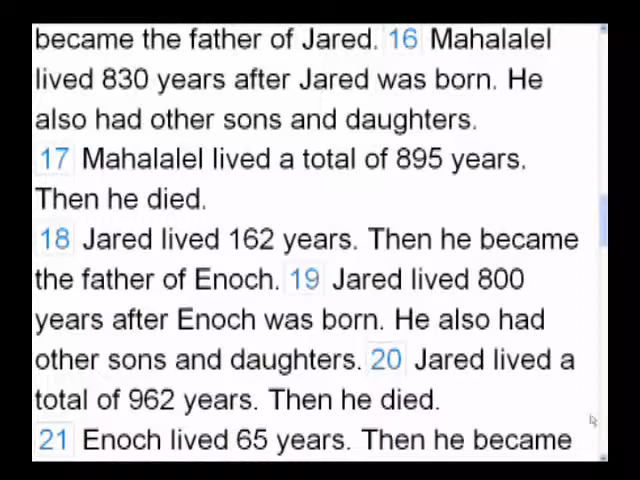 became the father of Jared. 16 Mahalalel
lived 830 years after Jared was born. He
also had other sons and daughters.
17 Mahalalel lived a total of 895 years.
Then he died.
18 Jared lived 162 years. Then he became
the father of Enoch. 19 Jared lived 800
years after Enoch was born. He also had
other sons and daughters. 20 Jared lived a
total of 962 years. Then he died.
21 Enoch lived 65 years. Then he became